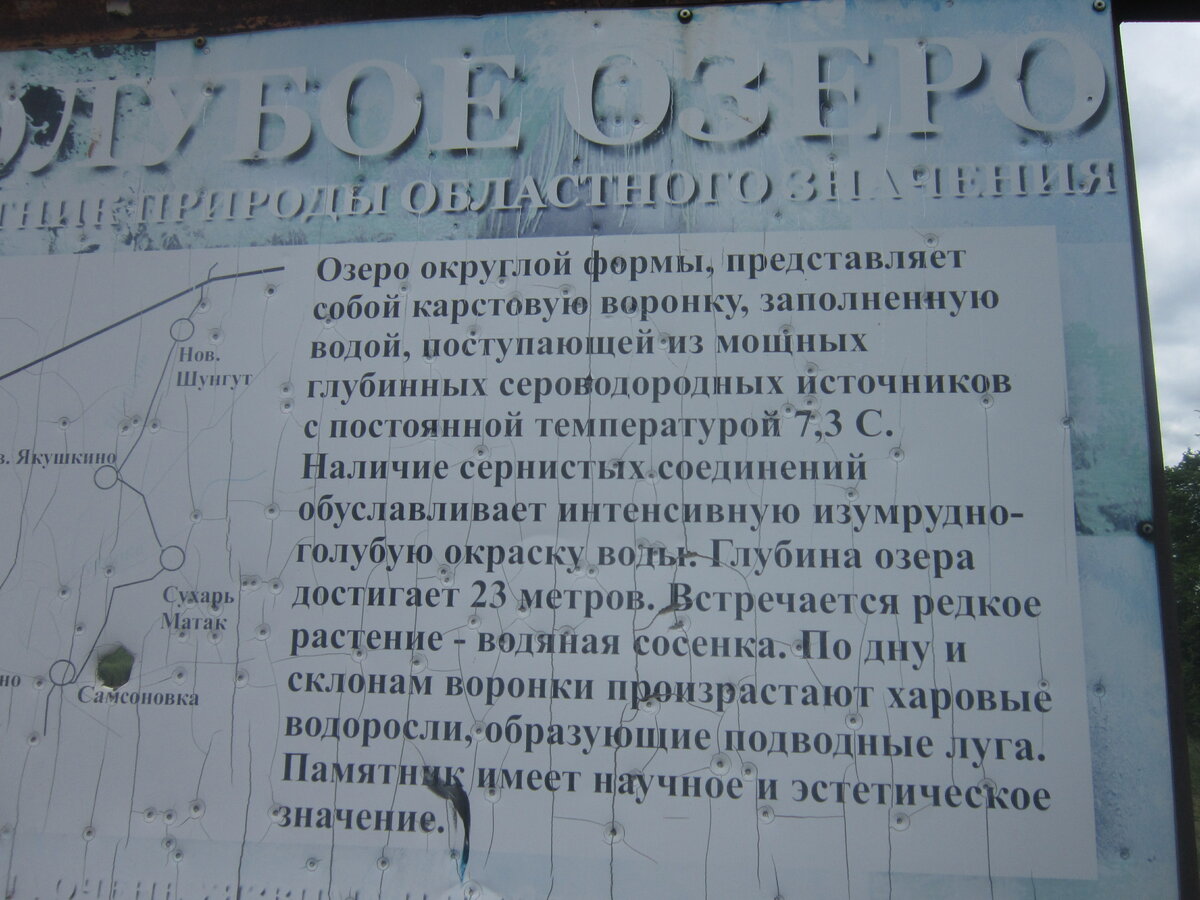 ОЛУБОЕ ОЗЕРО
ТНИК ПРИРОДЫ ОБЛАСТНОГО ЗНАЧЕНИЯ
Озеро округлой формы, представляет
собой карстовую воронку, заполненную
водой, поступающей из мощных
глубинных сероводородных источников
с постоянной температурой 7,3 С.
Наличие сернистых соединений
обуславливает интенсивную изумрудно-
голубую окраску воды. Глубина озера
достигает 23 метров. Встречается редкое
растение - водяная сосенка. По дну и
склонам воронки произрастают харовые
водоросли, образующие подводные луга.
Памятник имеет научное и эстетическое
значение.
Нов.
Шунгут
в. Якушкино
Сухарь
Матак
но
Самсоновка